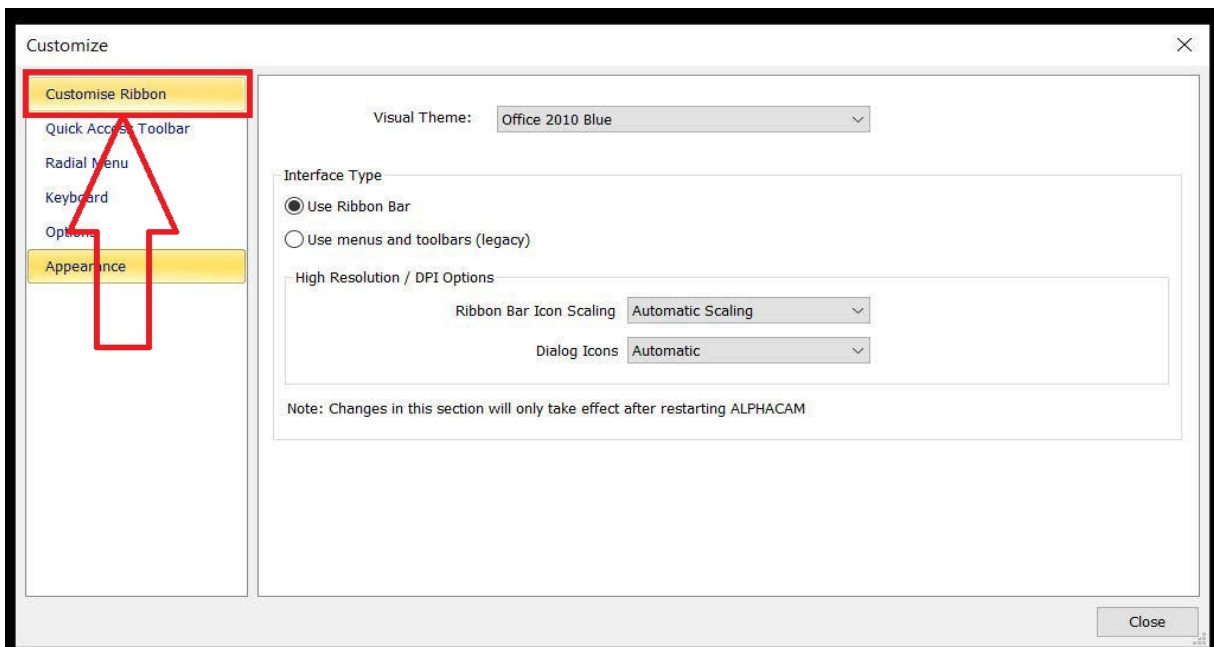 Customize
Customise Ribbon
Quick Access Toolbar
Radial Menu
Keyboard
Options
Appearance
Visual Theme: Office 2010 Blue
Interface Type
Use Ribbon Bar
Use menus and toolbars (legacy)
High Resolution / DPI Options
Ribbon Bar Icon Scaling Automatic Scaling
Dialog Icons Automatic
Note: Changes in this section will only take effect after restarting ALPHACAM
Close